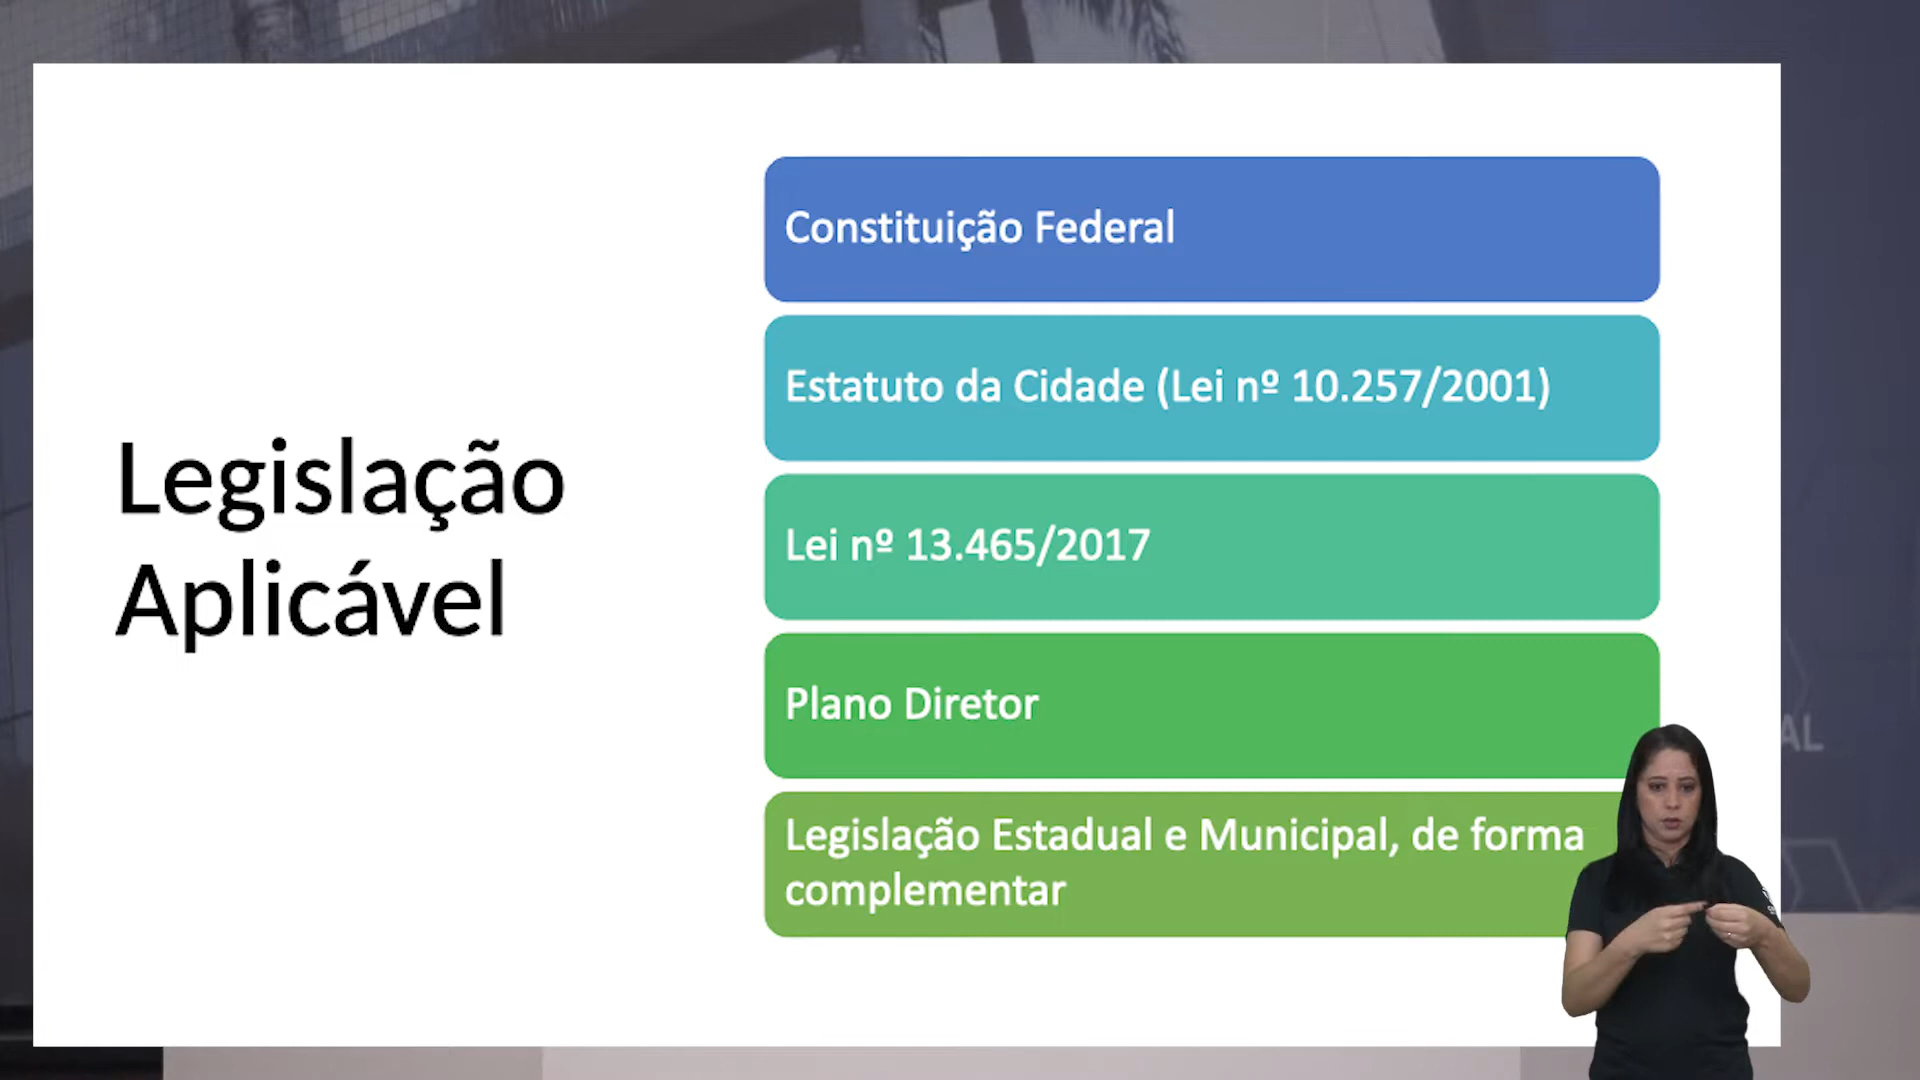 Legislação
Aplicável
Constituição Federal
Estatuto da Cidade (Lei nº 10.257/2001)
Lei nº 13.465/2017
Plano Diretor
Legislação Estadual e Municipal, de forma
complementar
AL